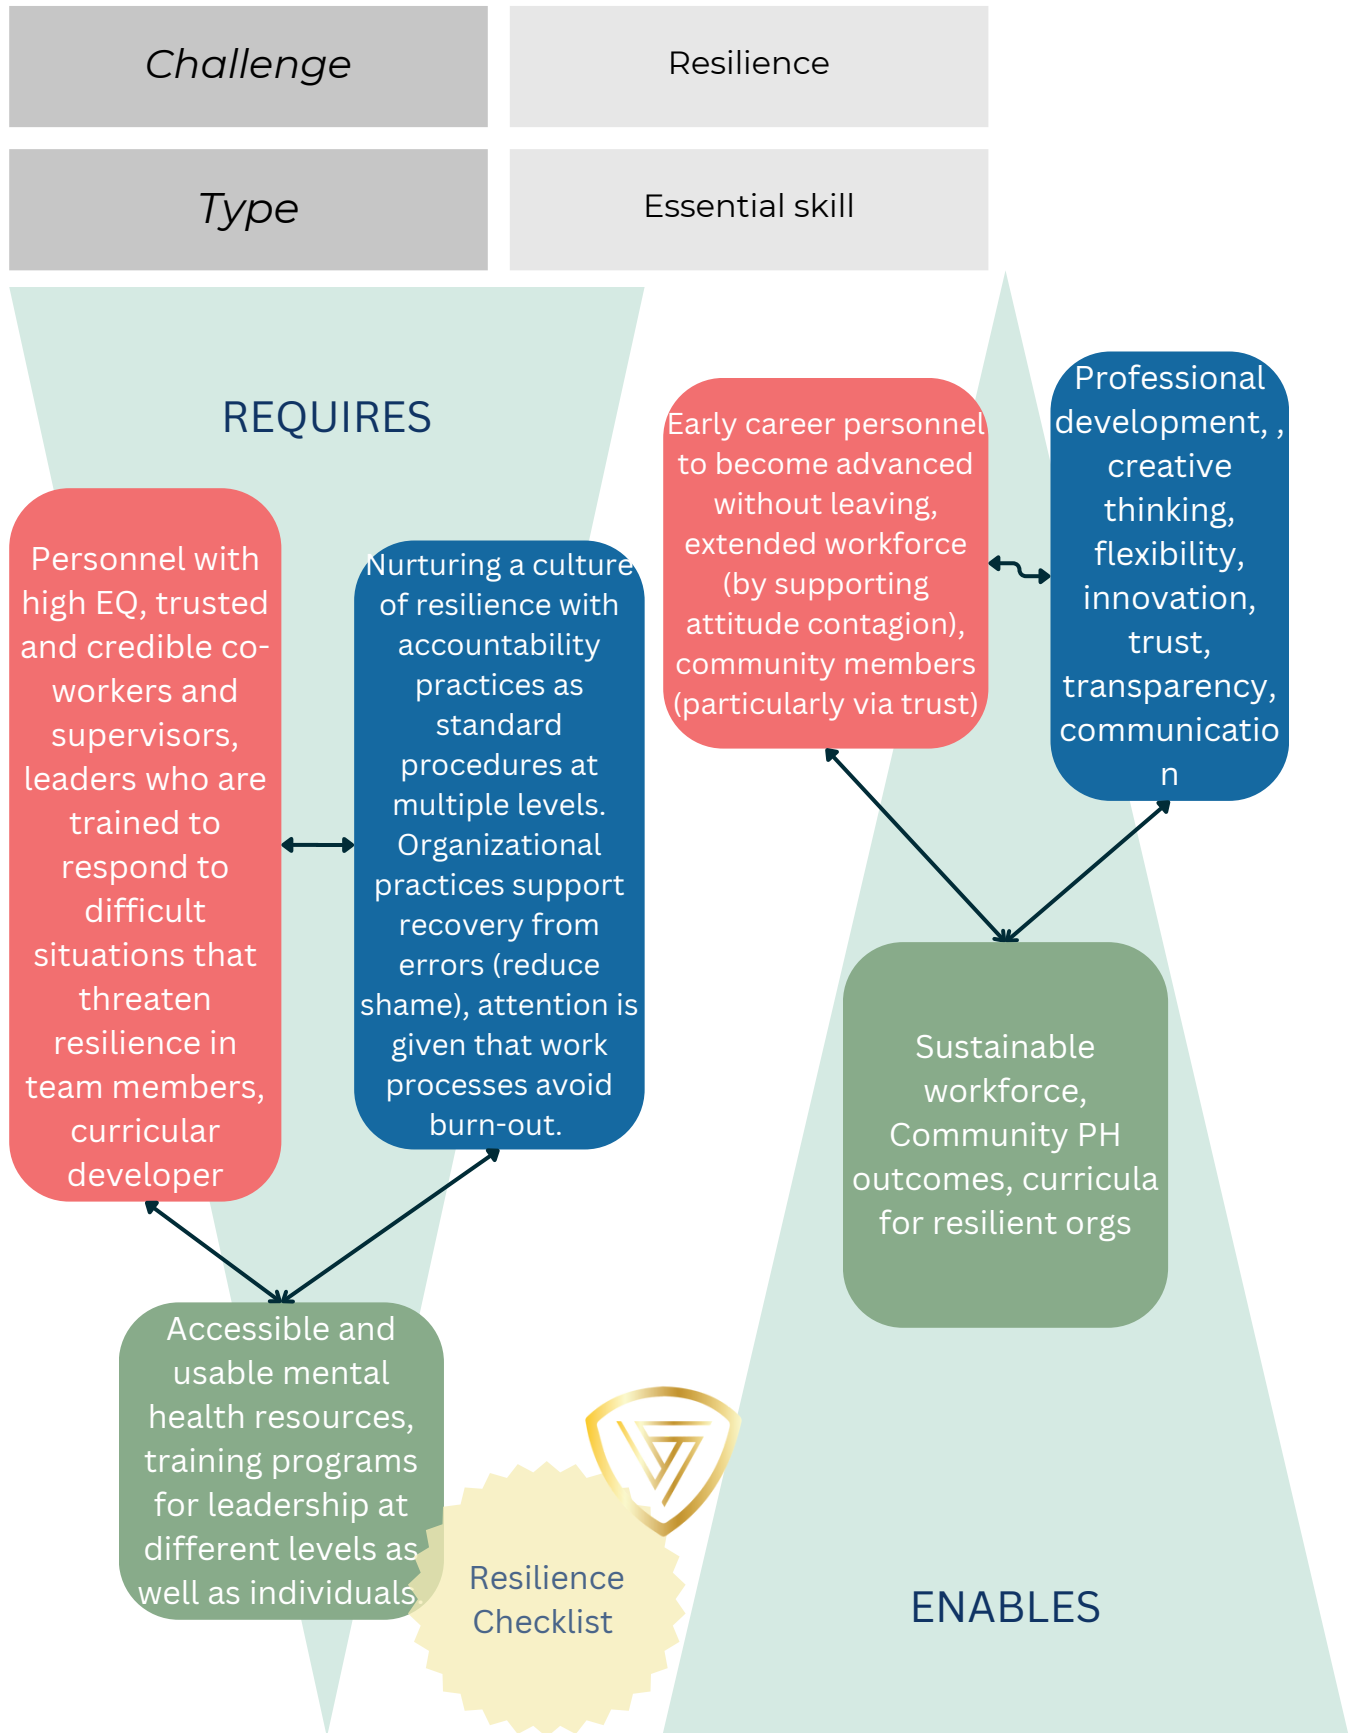 Challenge
Resilience
Type
Essential skill
REQUIRES
Personnel with
high EQ, trusted
and credible co-
workers and
supervisors,
leaders who are
trained to
respond to
difficult
situations that
threaten
resilience in
team members,
curricular
developer
Nurturing a culture
of resilience with
accountability
practices as
standard
procedures at
multiple levels.
Organizational
practices support
recovery from
errors (reduce
shame), attention is
given that work
processes avoid
burn-out.
Accessible and
usable mental
health resources,
training programs
for leadership at
different levels as
well as individuals.
Resilience
Checklist
Early career personnel
to become advanced
without leaving,
extended workforce
(by supporting
attitude contagion),
community members
(particularly via trust)
Professional
development, ,
creative
thinking,
flexibility,
innovation,
trust,
transparency,
communicatio
n
Sustainable
workforce,
Community PH
outcomes, curricula
for resilient orgs
ENABLES